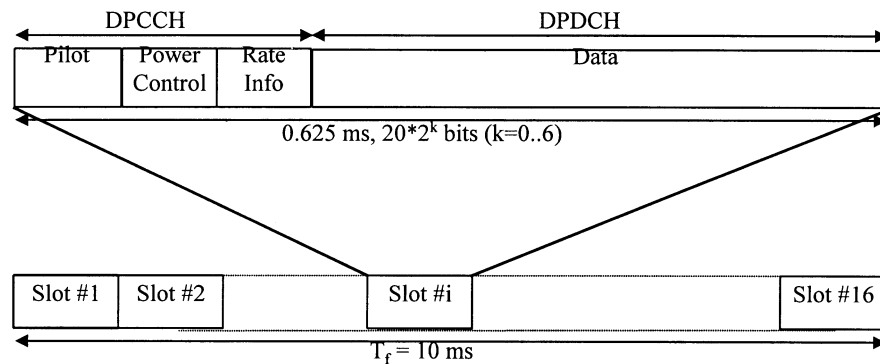 DPCCH
DPDCH
Pilot
Power
Control
Rate
Info
Data
0.625 ms, 20*2^k bits (k=0..6)
Slot #1
Slot #2
Slot #i
Slot #16
T_f = 10 ms